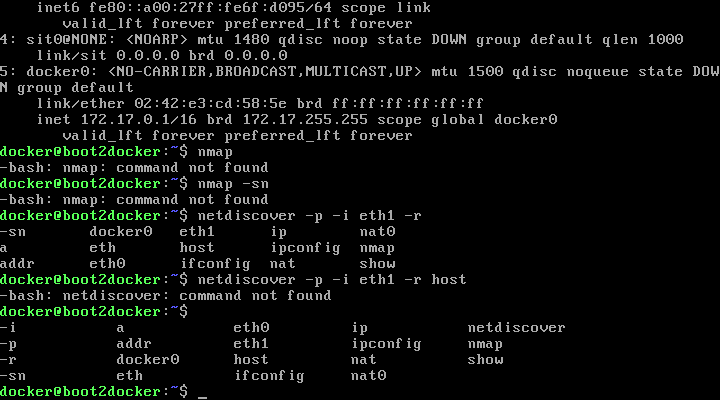 inet6 fe80::a00:27ff:fe6f:d095/64 scope link
valid_lft forever preferred_lft forever
4: sit0@NONE: <NOARP> mtu 1480 qdisc noop state DOWN group default qlen 1000
link/sit 0.0.0.0 brd 0.0.0.0
5: docker0: <NO-CARRIER,BROADCAST,MULTICAST,UP> mtu 1500 qdisc noqueue state DOW
N group default
link/ether 02:42:e3:cd:58:5e brd ff:ff:ff:ff:ff:ff
inet 172.17.0.1/16 brd 172.17.255.255 scope global docker0
valid_lft forever preferred_lft forever
docker@boot2docker:~$ nmap
-bash: nmap: command not found
docker@boot2docker:~$ nmap -sn
-bash: nmap: command not found
docker@boot2docker:~$ netdiscover -p -i eth1 -r
-sn docker0 eth1 ip nat0
a eth host ipconfig nmap
addr eth0 ifconfig nat show
docker@boot2docker:~$ netdiscover -p -i eth1 -r host
-bash: netdiscover: command not found
docker@boot2docker:~$
-i a eth0 ip netdiscover
-p addr eth1 ipconfig nmap
-r docker0 host nat show
-sn eth ifconfig nat0
docker@boot2docker:~$ _